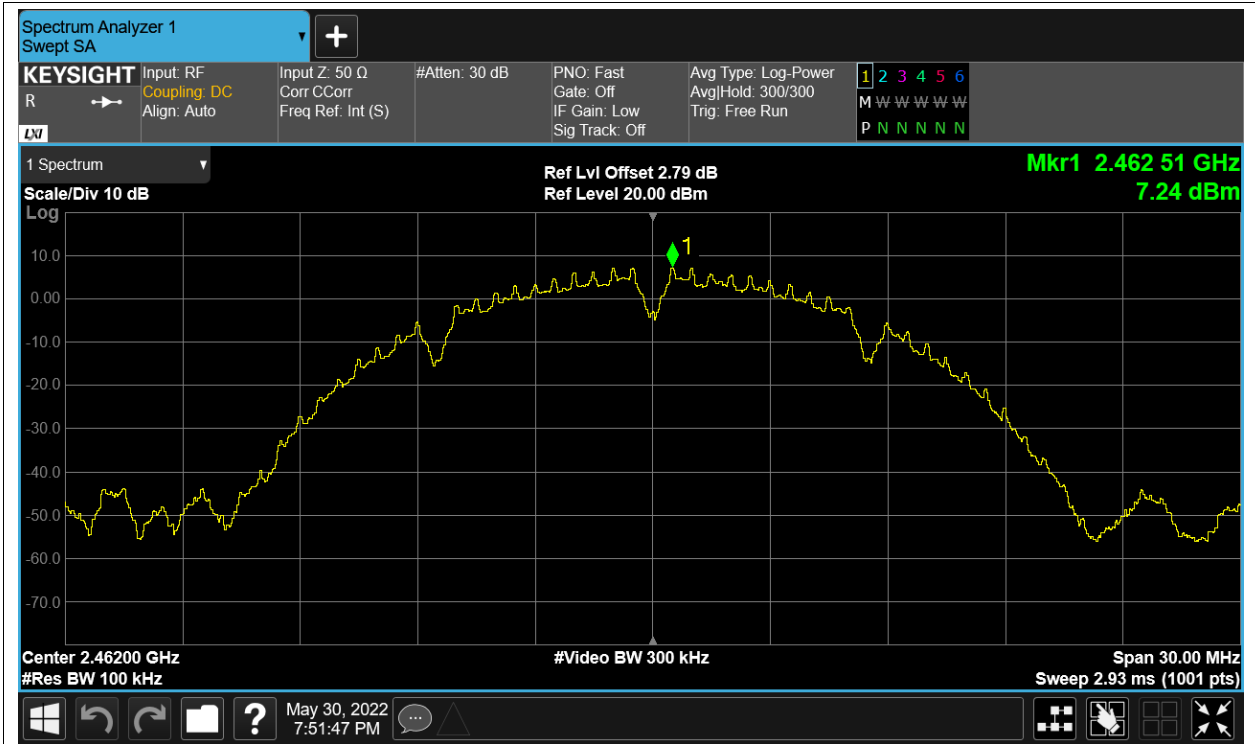 Spectrum Analyzer 1
Swept SA
KEYSIGHT
R
LXI
Input: RF
Coupling: DC
Align: Auto
Input Z: 50 Ω
Corr CCorr
Freq Ref: Int (S)
#Atten: 30 dB
PNO: Fast
Gate: Off
IF Gain: Low
Sig Track: Off
Avg Type: Log-Power
Avg|Hold: 300/300
Trig: Free Run
1 2 3 4 5 6
M W W W W W
P N N N N N
1 Spectrum
Scale/Div 10 dB
Log
Ref Lvl Offset 2.79 dB
Ref Level 20.00 dBm
Mkr1 2.462 51 GHz
7.24 dBm
1
10.0
0.00
-10.0
-20.0
-30.0
-40.0
-50.0
-60.0
-70.0
Center 2.46200 GHz
#Res BW 100 kHz
#Video BW 300 kHz
Span 30.00 MHz
Sweep 2.93 ms (1001 pts)
?
May 30, 2022
7:51:47 PM